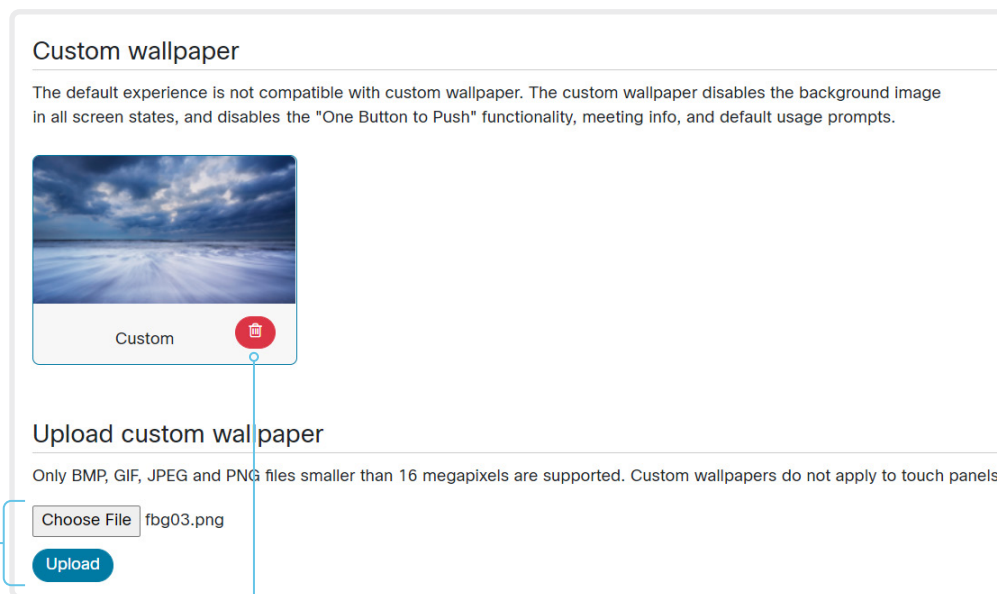 Custom wallpaper
The default experience is not compatible with custom wallpaper. The custom wallpaper disables the background image
in all screen states, and disables the "One Button to Push" functionality, meeting info, and default usage prompts.
Custom
Upload custom wallpaper
Only BMP, GIF, JPEG and PNG files smaller than 16 megapixels are supported. Custom wallpapers do not apply to touch panels
Choose File fbg03.png
Upload